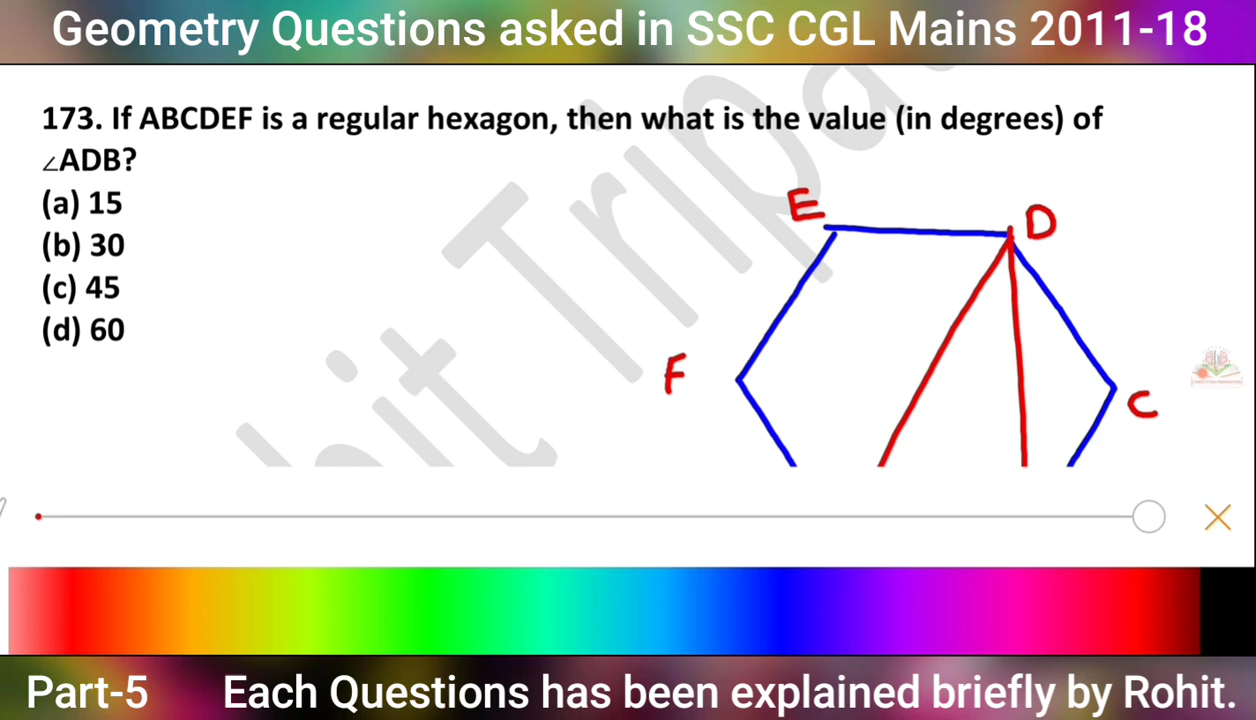 Geometry Questions asked in SSC CGL Mains 2011-18
173. If ABCDEF is a regular hexagon, then what is the value (in degrees) of
∠ADB?
(a) 15
(b) 30
(c) 45
(d) 60
E
D
F
C
Part-5 Each Questions has been explained briefly by Rohit.